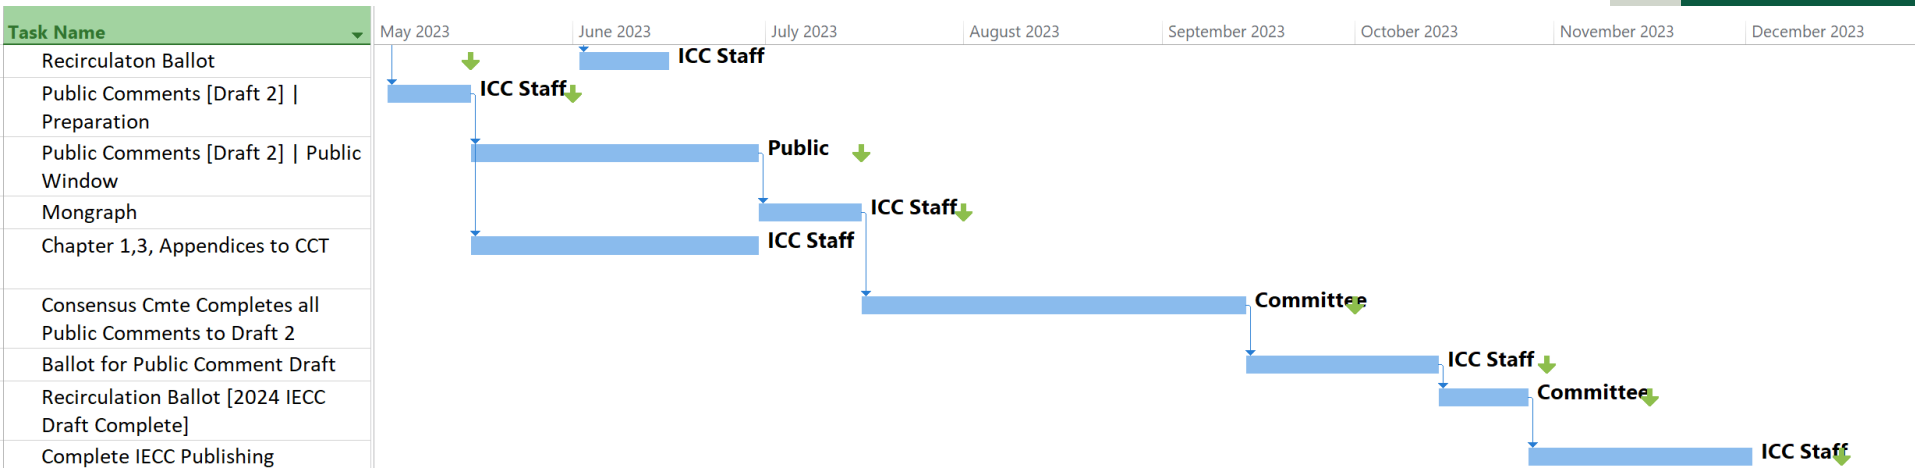 Task Name
May 2023 June 2023 July 2023 August 2023 September 2023 October 2023 November 2023 December 2023
Recirculaton Ballot
ICC Staff
Public Comments [Draft 2] |
Preparation
ICC Staff
Public Comments [Draft 2] | Public
Window
Public
Mongraph
ICC Staff
Chapter 1,3, Appendices to CCT
ICC Staff
Consensus Cmte Completes all
Public Comments to Draft 2
Committee
Ballot for Public Comment Draft
ICC Staff
Recirculation Ballot [2024 IECC
Draft Complete]
Committee
Complete IECC Publishing
ICC Staff